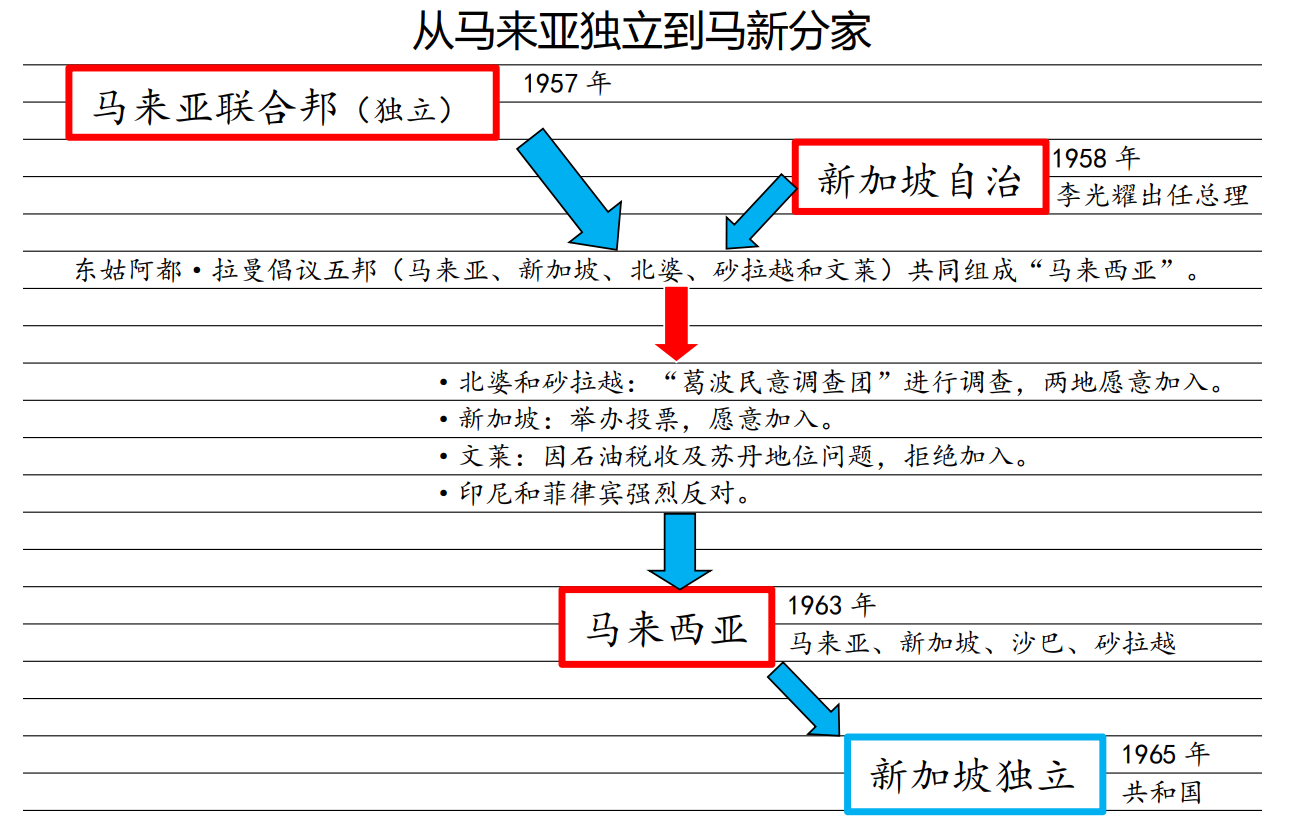 从马来亚独立到马新分家
马来亚联合邦（独立）
1957 年
新加坡自治
1958 年
李光耀出任总理
东姑阿都·拉曼倡议五邦（马来亚、新加坡、北婆、砂拉越和文莱）共同组成“马来西亚”。
·北婆和砂拉越：“葛波民意调查团”进行调查，两地愿意加入。
·新加坡：举办投票，愿意加入。
·文莱：因石油税收及苏丹地位问题，拒绝加入。
·印尼和菲律宾强烈反对。
马来西亚
1963 年
马来亚、新加坡、沙巴、砂拉越
新加坡独立
1965 年
共和国